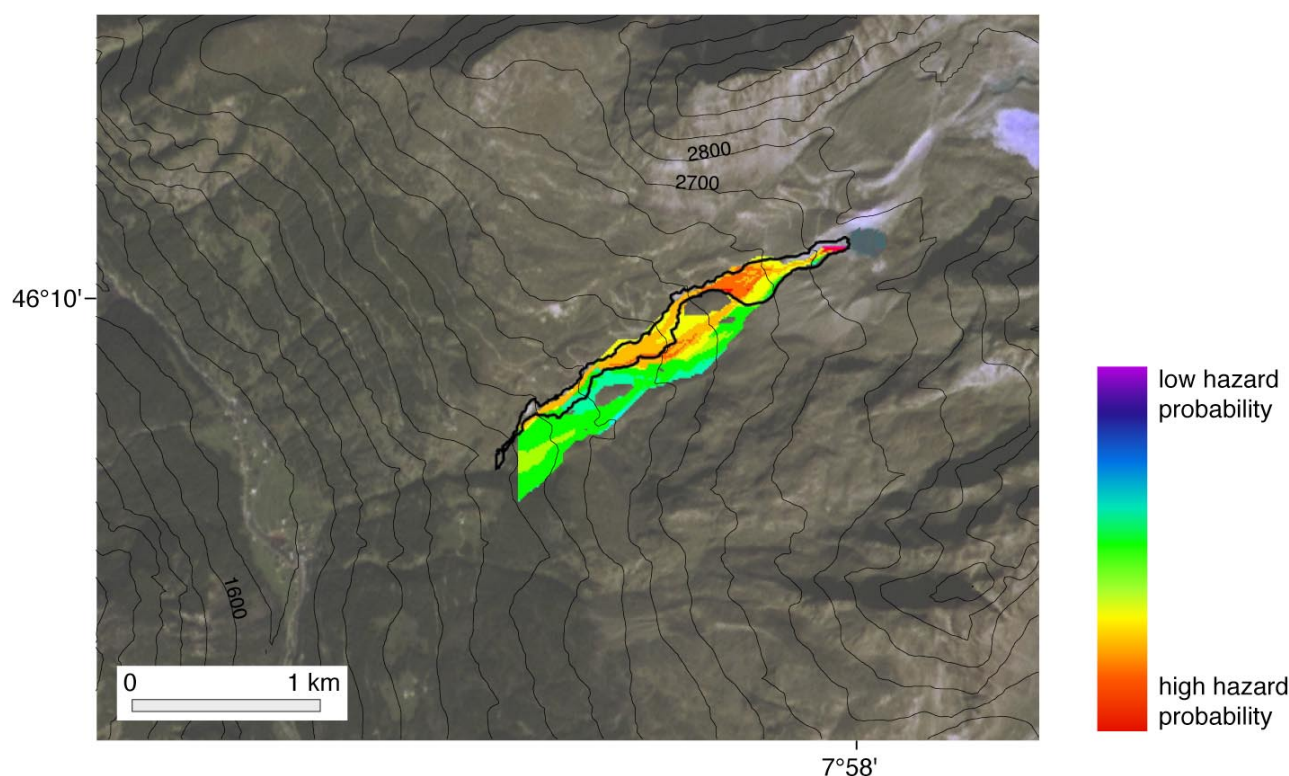 2800
2700
46°10'
low hazard
probability
1600
0 1 km
high hazard
probability
7°58'